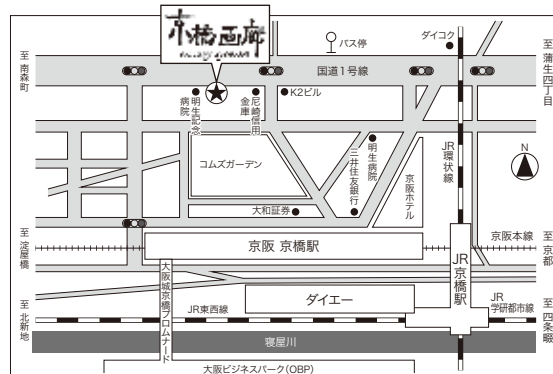 京橋画廊
バス停
ダイコク
至南森町
国道1号線
至蒲生四丁目
明生記念病院
尼崎信用金庫
K2ビル
コムズガーデン
三井住友銀行
明生病院
京阪ホテル
JR環状線
N
大和証券
至淀屋橋
京阪 京橋駅
京阪本線
至京都
大阪城京橋プロムナード
ダイエー
JR京橋駅
至北新地
JR東西線
JR
学研都市線
至四条畷
寝屋川
大阪ビジネスパーク(OBP)